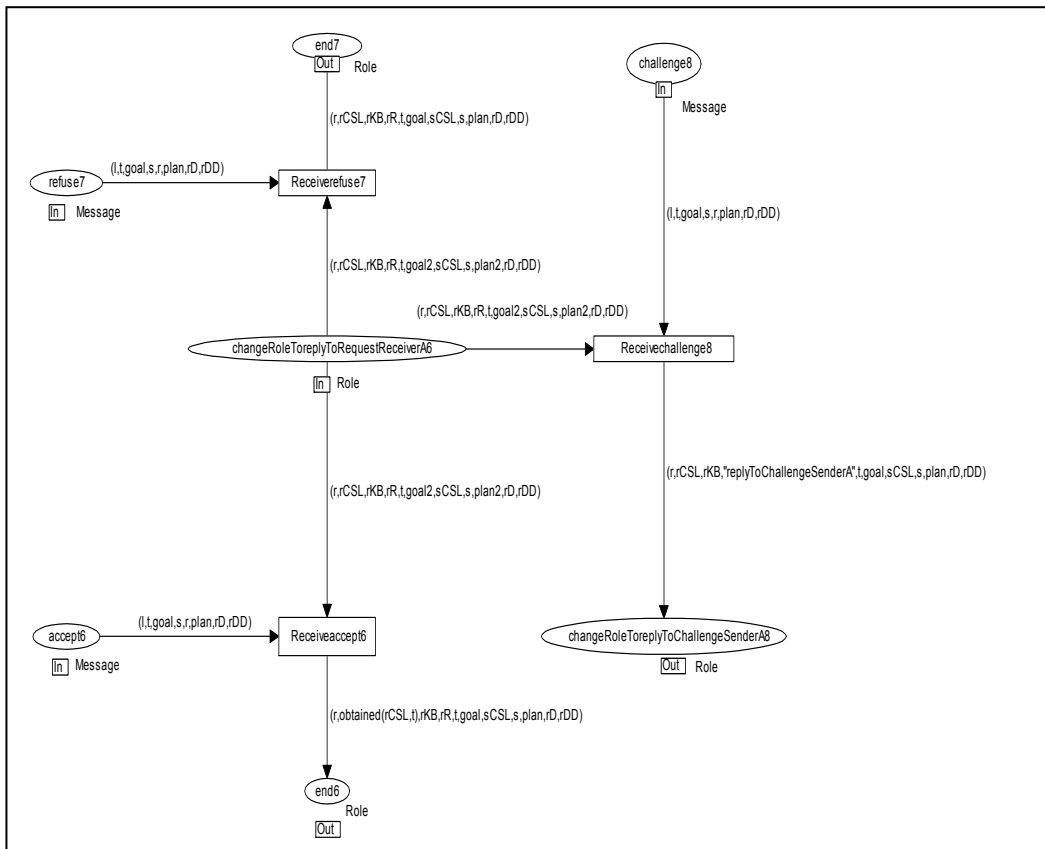 end7
Out Role
challenge8
In
Message
(r,rCSL,rKB,rR,t,goal,sCSL,s,plan,rD,rDD)
(l,t,goal,s,r,plan,rD,rDD)
refuse7
Receiverefuse7
In Message
(l,t,goal,s,r,plan,rD,rDD)
(r,rCSL,rKB,rR,t,goal2,sCSL,s,plan2,rD,rDD)
(r,rCSL,rKB,rR,t,goal2,sCSL,s,plan2,rD,rDD)
changeRoleToreplyToRequestReceiverA6
Receivechallenge8
In Role
(r,rCSL,rKB,"replyToChallengeSenderA",t,goal,sCSL,s,plan,rD,rDD)
(r,rCSL,rKB,rR,t,goal2,sCSL,s,plan2,rD,rDD)
(l,t,goal,s,r,plan,rD,rDD)
accept6
Receiveaccept6
changeRoleToreplyToChallengeSenderA8
In Message
Out Role
(r,obtained(rCSL,t),rKB,rR,t,goal,sCSL,s,plan,rD,rDD)
end6
Role
Out